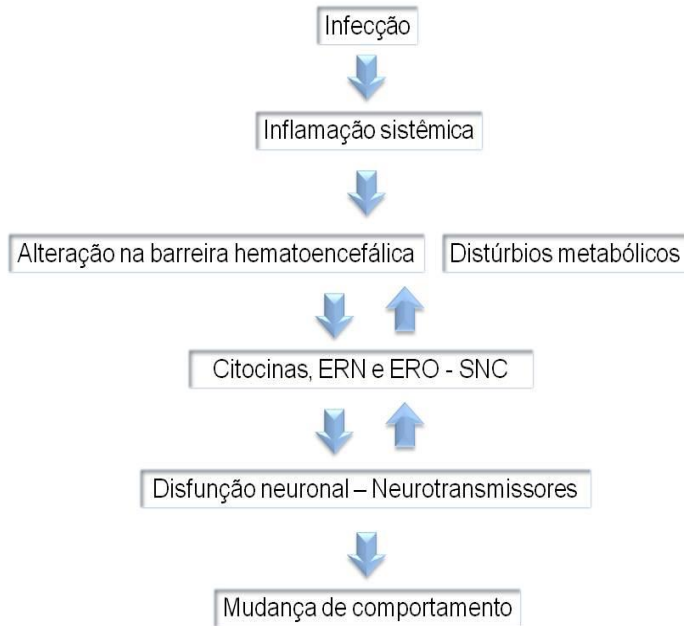 Infecção
Inflamação sistêmica
Alteração na barreira hematoencefálica
Distúrbios metabólicos
Citocinas, ERN e ERO - SNC
Disfunção neuronal – Neurotransmissores
Mudança de comportamento